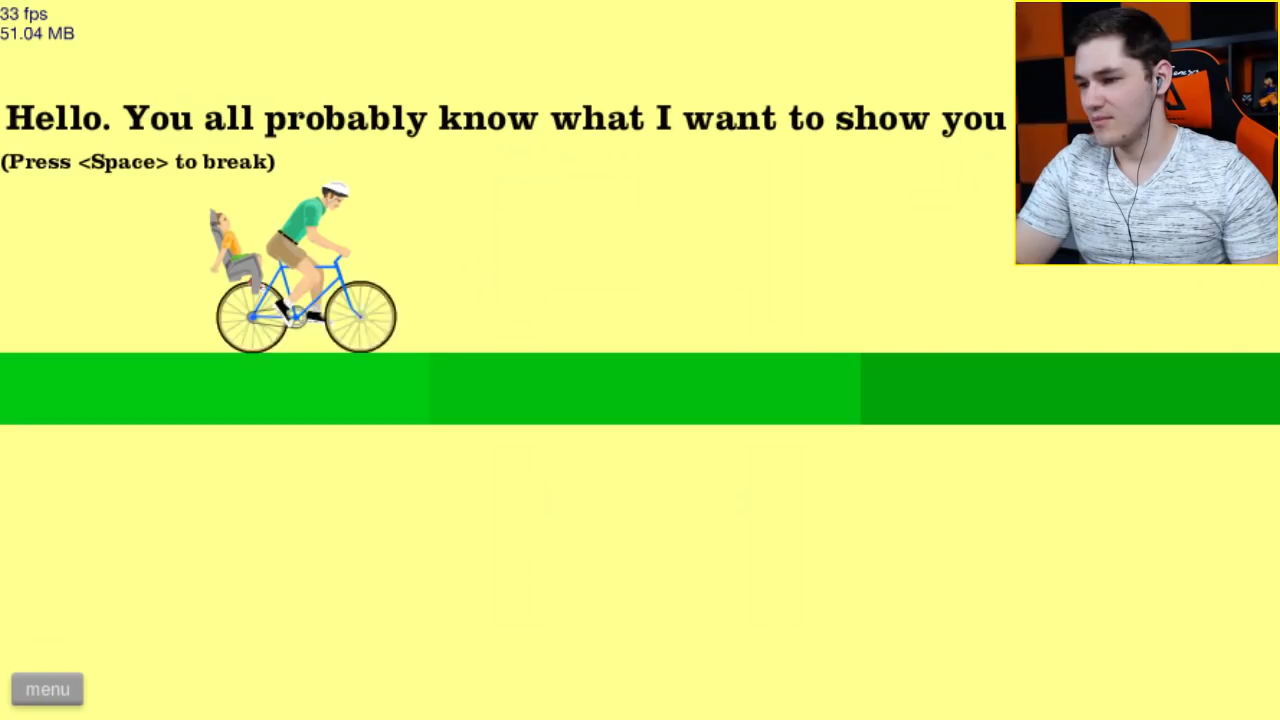 33 fps
51.04 MB
Hello. You all probably know what I want to show you
(Press <Space> to break)
menu